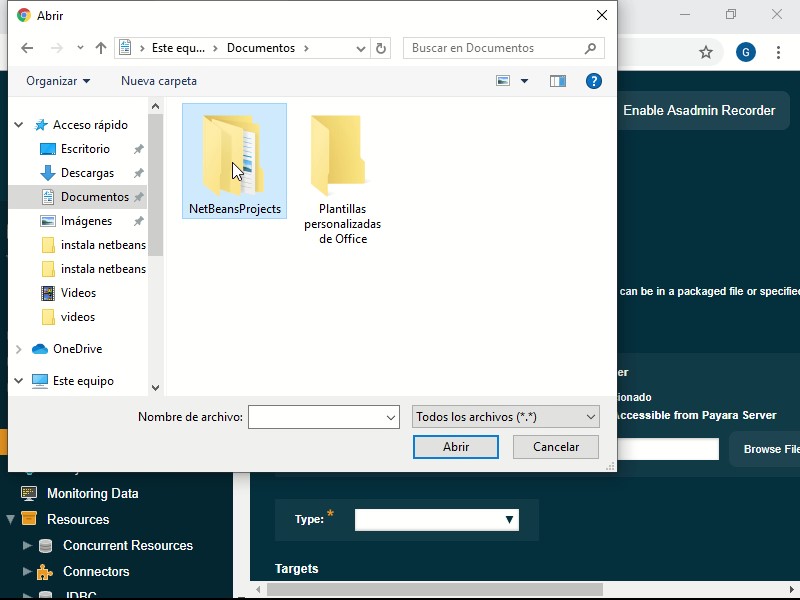 Abrir
Este equ...
Documentos
Buscar en Documentos
Organizar
Nueva carpeta
Acceso rápido
Escritorio
Descargas
Documentos
Imágenes
instala netbeans
instala netbeans
Videos
videos
OneDrive
Este equipo
NetBeansProjects
Plantillas
personalizadas
de Office
Nombre de archivo:
Todos los archivos (*.*)
Abrir
Cancelar
G
Enable Asadmin Recorder
can be in a packaged file or specifie
er
ionado
Accessible from Payara Server
Browse File
Monitoring Data
Resources
Concurrent Resources
Connectors
JDBC
Type:*
Targets